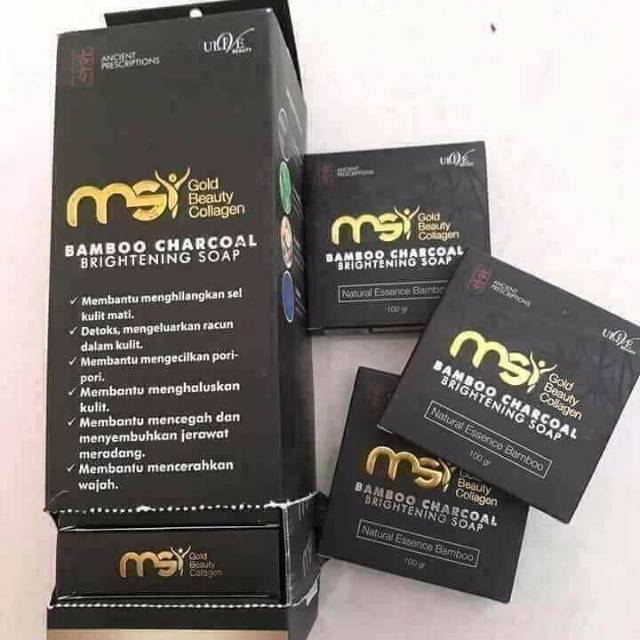 ANCIENT
PRESCRIPTIONS
ULIVE
BEAUTY
msi
Gold
Beauty
Collagen
BAMBOO CHARCOAL
BRIGHTENING SOAP
✓ Membantu menghilangkan sel
kulit mati.
✓ Detoks, mengeluarkan racun
dalam kulit.
✓ Membantu mengecilkan pori-
pori.
✓ Membantu menghaluskan
kulit.
✓ Membantu mencegah dan
menyembuhkan jerawat
meradang.
✓ Membantu mencerahkan
wajah.
msi
Gold
Beauty
Collagen
ANCIENT
PRESCRIPTIONS
msi
Gold
Beauty
Collagen
BAMBOO CHARCOAL
BRIGHTENING SOAP
Natural Essence Bamboo
100 gr
ANCIENT
PRESCRIPTIONS
msi
Gold
Beauty
Collagen
BAMBOO CHARCOAL
BRIGHTENING SOAP
Natural Essence Bamboo
100 gr
msi
Gold
Beauty
Collagen
BAMBOO CHARCOAL
BRIGHTENING SOAP
Natural Essence Bamboo
100 gr